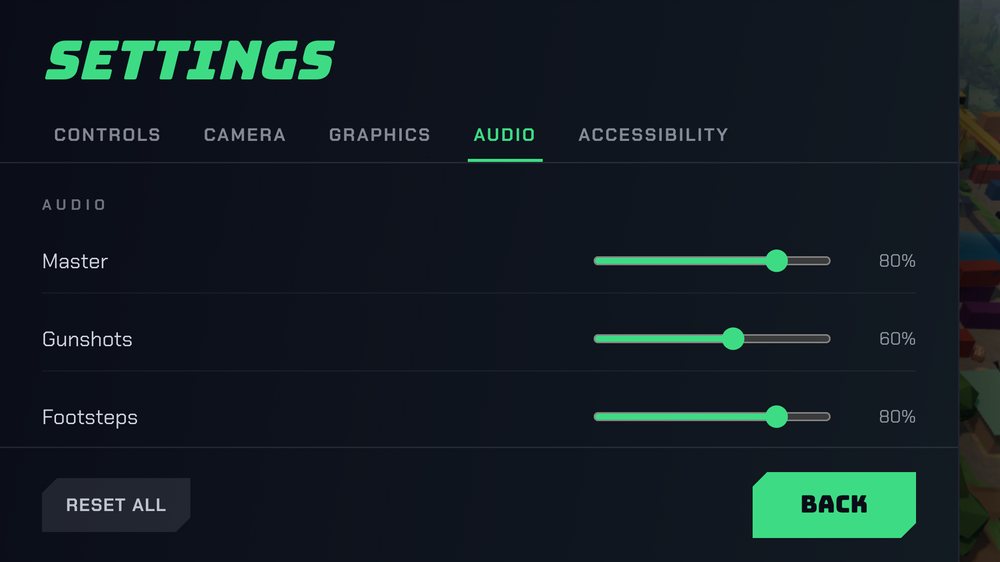 SETTINGS
CONTROLS CAMERA GRAPHICS AUDIO ACCESSIBILITY
AUDIO
Master 80%
Gunshots 60%
Footsteps 80%
RESET ALL BACK